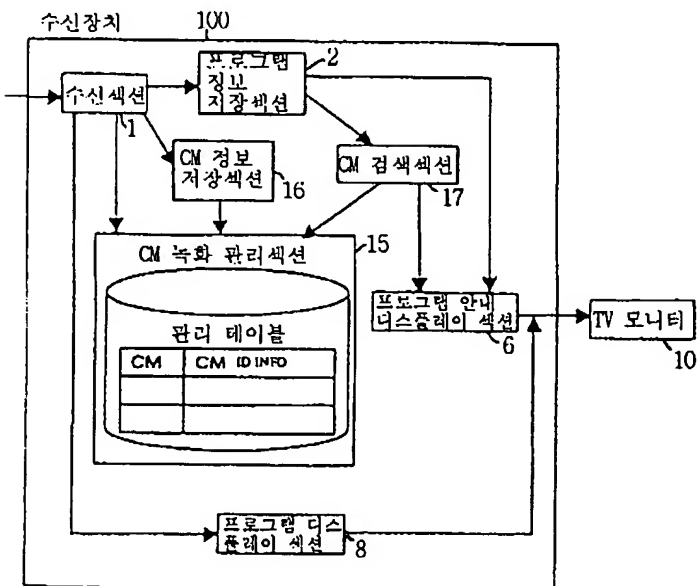 수신장치
100
프로그램
정보
저장섹션
2
수신섹션
1
CM 정보
저장섹션
16
CM 검색섹션
17
CM 녹화 관리섹션
15
관리 테이블
CM
CM ID INFO
프로그램 안내
디스플레이 섹션
6
TV 모니터
10
프로그램 디스
플레이 섹션
8